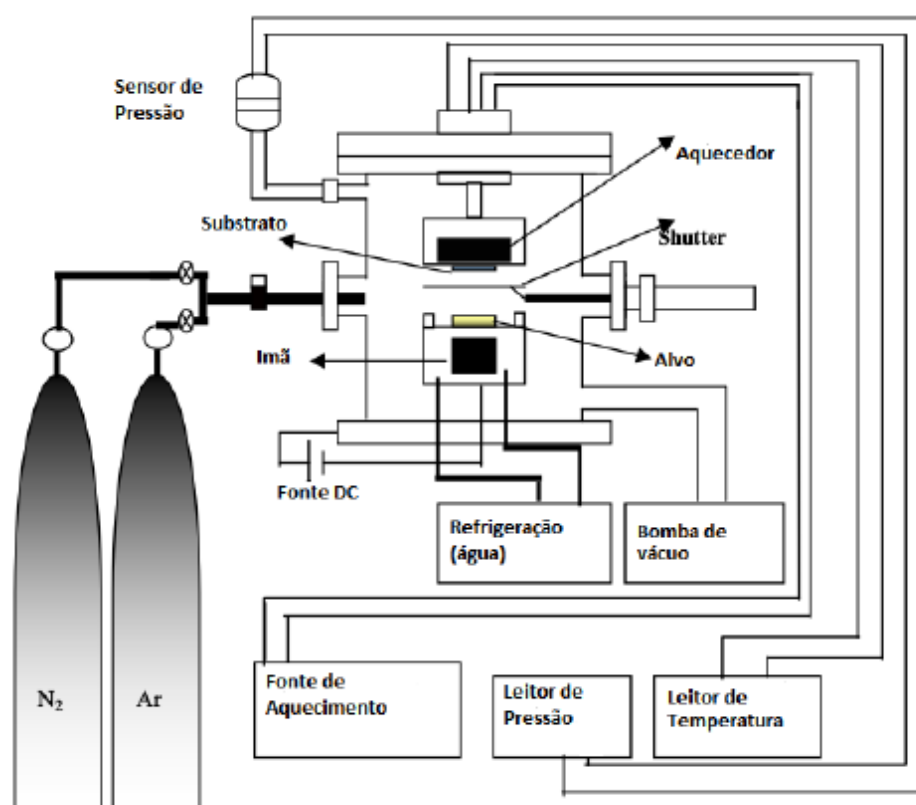 Sensor de
Pressão
Aquecedor
Substrato
Shutter
Imã
Alvo
Fonte DC
Refrigeração
(água)
Bomba de
vácuo
N₂
Ar
Fonte de
Aquecimento
Leitor de
Pressão
Leitor de
Temperatura